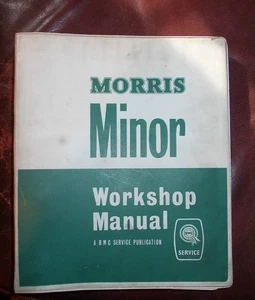 MORRIS
Minor
Workshop
Manual
A B M C SERVICE PUBLICATION
SERVICE